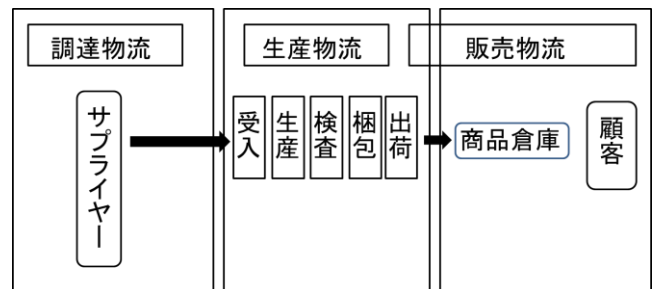 調達物流
生産物流
販売物流
サプライヤー
受入
生産
検査
梱包
出荷
商品倉庫
顧客